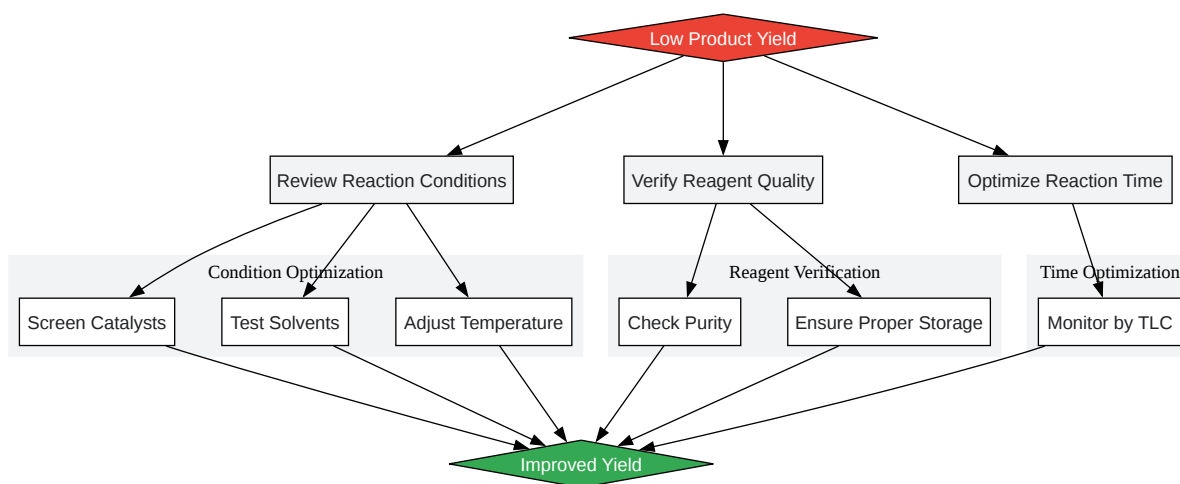 Low Product Yield
Review Reaction Conditions
Verify Reagent Quality
Optimize Reaction Time
Condition Optimization
Reagent Verification
Time Optimization
Screen Catalysts
Test Solvents
Adjust Temperature
Check Purity
Ensure Proper Storage
Monitor by TLC
Improved Yield